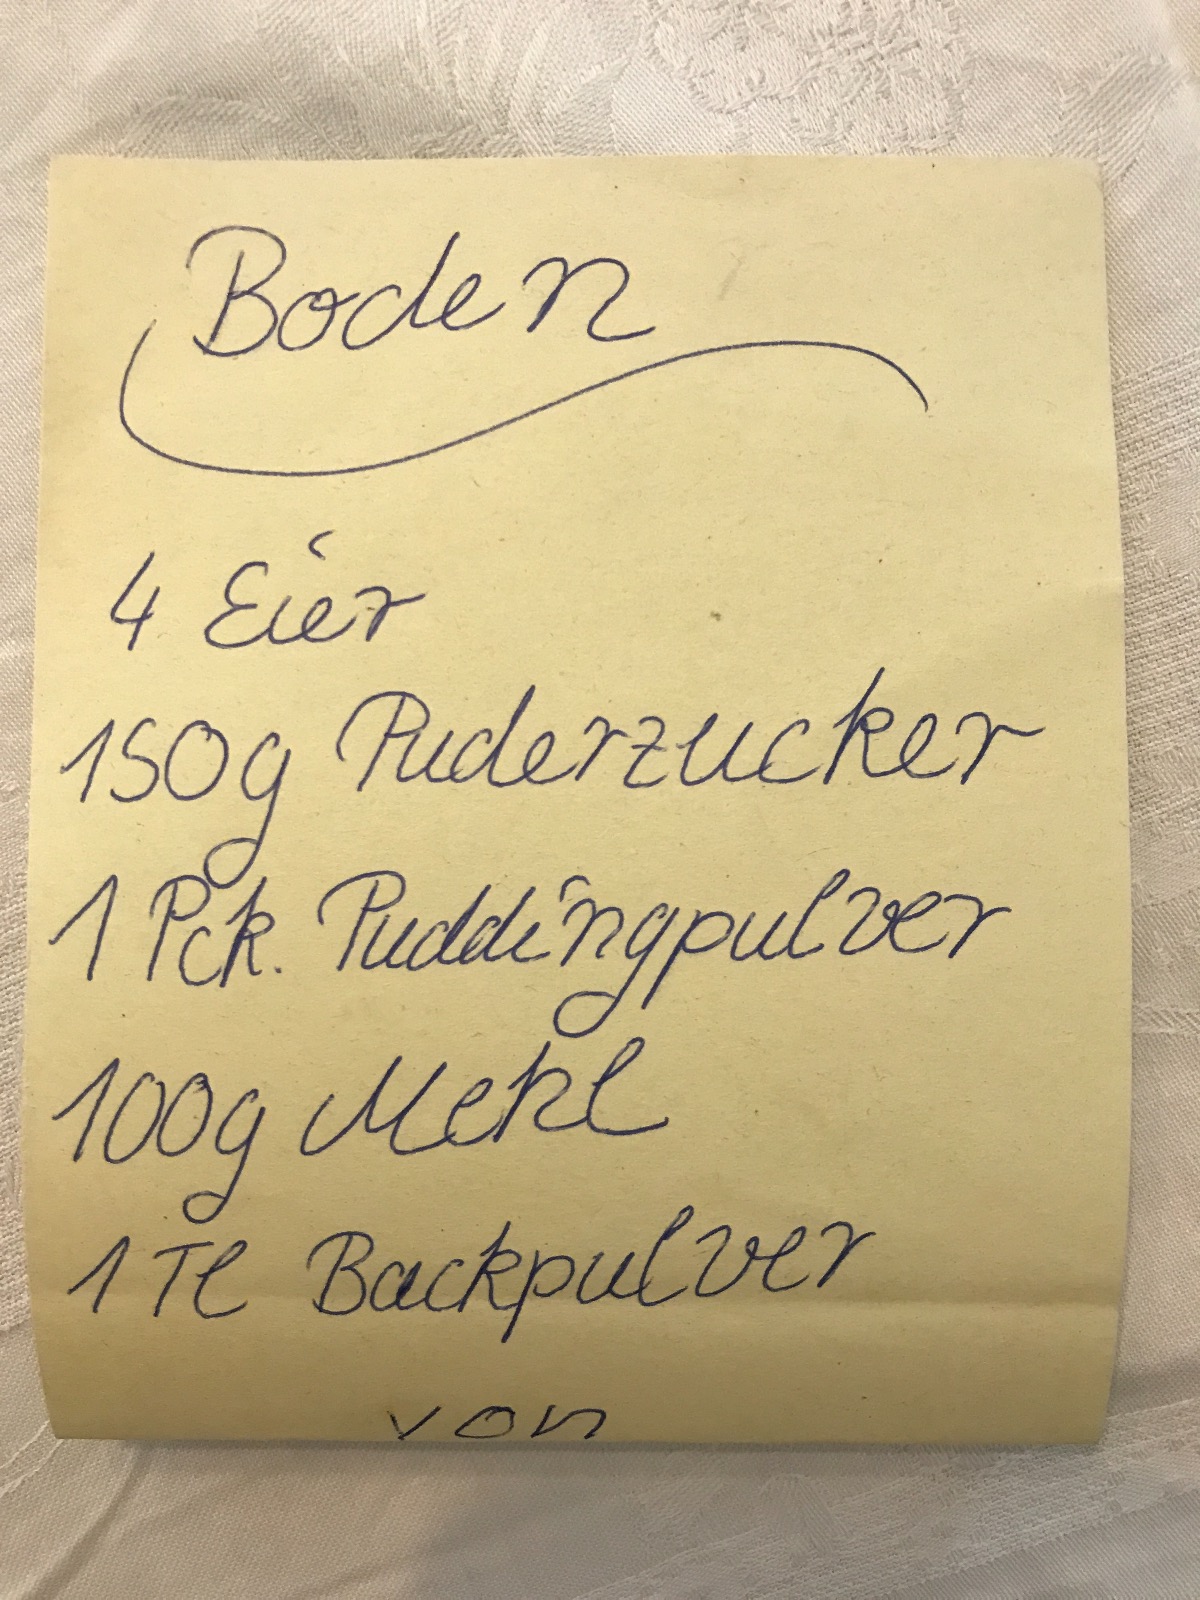 Boden
4 Eier
150g Puderzucker
1 Pck. Puddingpulver
100g Mehl
1 Tl Backpulver
von